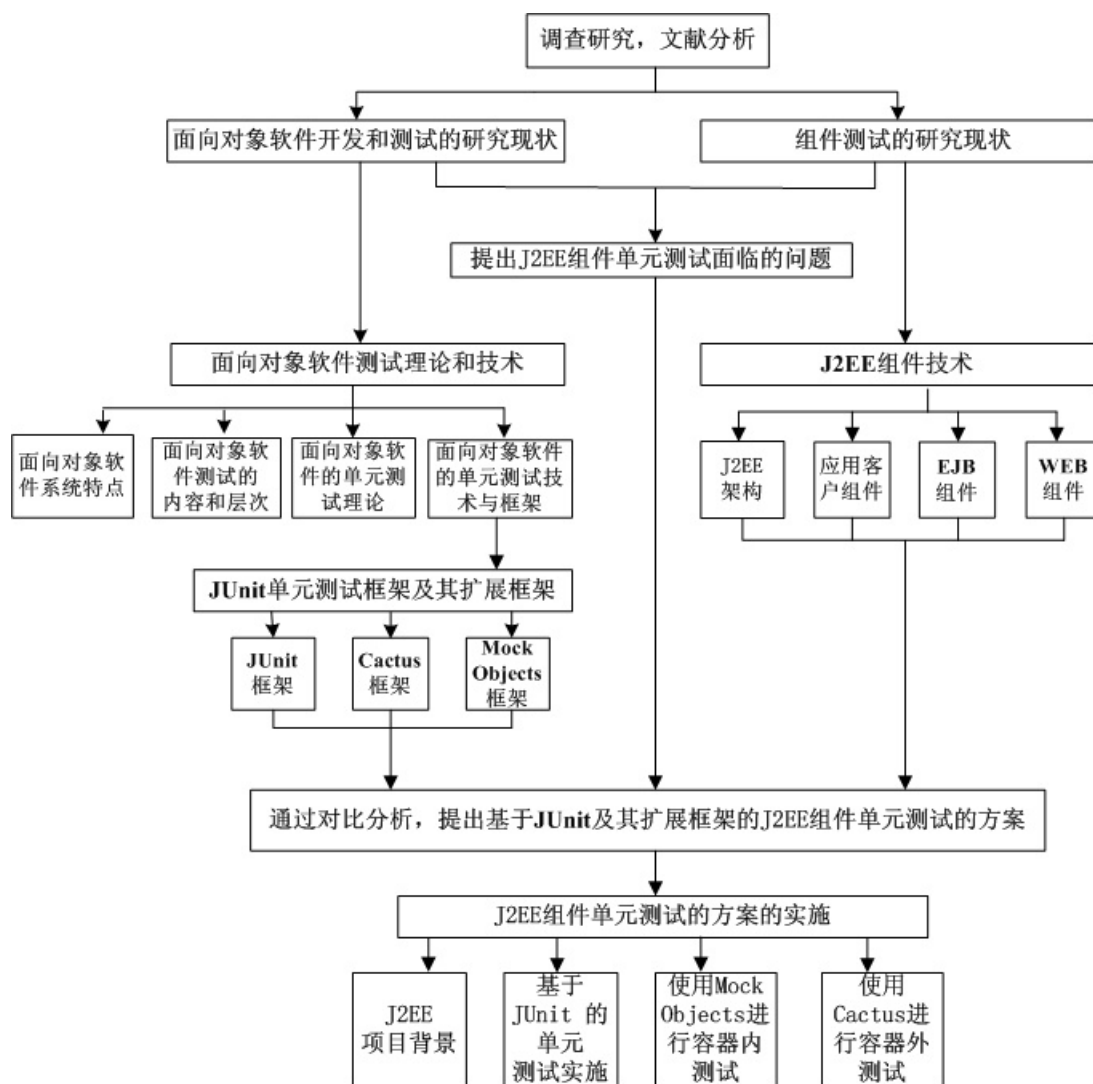 调查研究，文献分析
面向对象软件开发和测试的研究现状
组件测试的研究现状
提出J2EE组件单元测试面临的问题
面向对象软件测试理论和技术
J2EE组件技术
面向对象软
件系统特点
面向对象软
件测试的
内容和层次
面向对象软
件的单元测
试理论
面向对象软件
的单元测试技
术与框架
J2EE
架构
应用客
户组件
EJB
组件
WEB
组件
JUnit单元测试框架及其扩展框架
JUnit
框架
Cactus
框架
Mock
Objects
框架
通过对比分析，提出基于JUnit及其扩展框架的J2EE组件单元测试的方案
J2EE组件单元测试的方案的实施
J2EE
项目背景
基于
JUnit 的
单元
测试实施
使用Mock
Objects进
行容器内
测试
使用
Cactus进
行容器外
测试